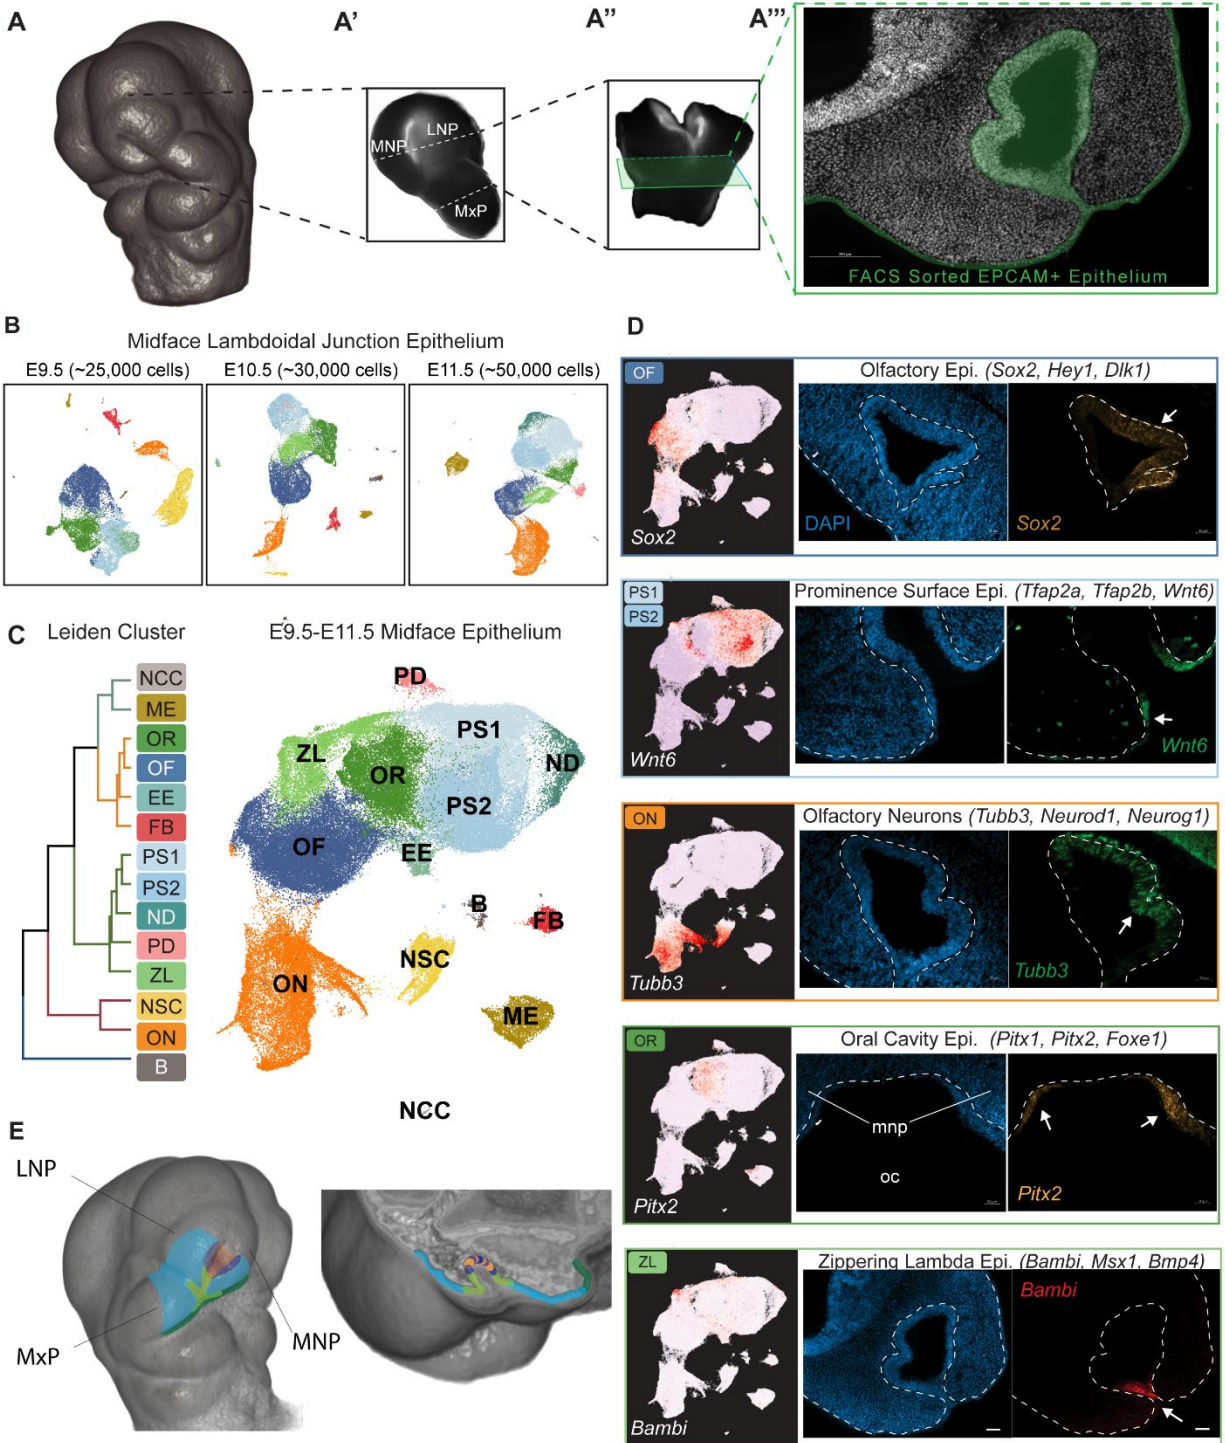 A
A'
A''
A'''
LNP
MNP
MxP
FACS Sorted EPCAM+ Epithelium
B
Midface Lambdoidal Junction Epithelium
E9.5 (~25,000 cells)
E10.5 (~30,000 cells)
E11.5 (~50,000 cells)
C
Leiden Cluster
E9.5-E11.5 Midface Epithelium
NCC
ME
OR
OF
EE
FB
PS1
PS2
ND
PD
ZL
NSC
ON
B
PD
PS1
ZL
ND
OR
PS2
OF
EE
B
FB
NSC
ON
ME
NCC
D
OF
Olfactory Epi. (Sox2, Hey1, Dlk1)
Sox2
DAPI
Sox2
PS1
PS2
Prominence Surface Epi. (Tfap2a, Tfap2b, Wnt6)
Wnt6
Wnt6
ON
Olfactory Neurons (Tubb3, Neurod1, Neurog1)
Tubb3
Tubb3
OR
Oral Cavity Epi. (Pitx1, Pitx2, Foxe1)
mnp
oc
Pitx2
Pitx2
ZL
Zippering Lambda Epi. (Bambi, Msx1, Bmp4)
Bambi
Bambi
E
LNP
MxP
MNP